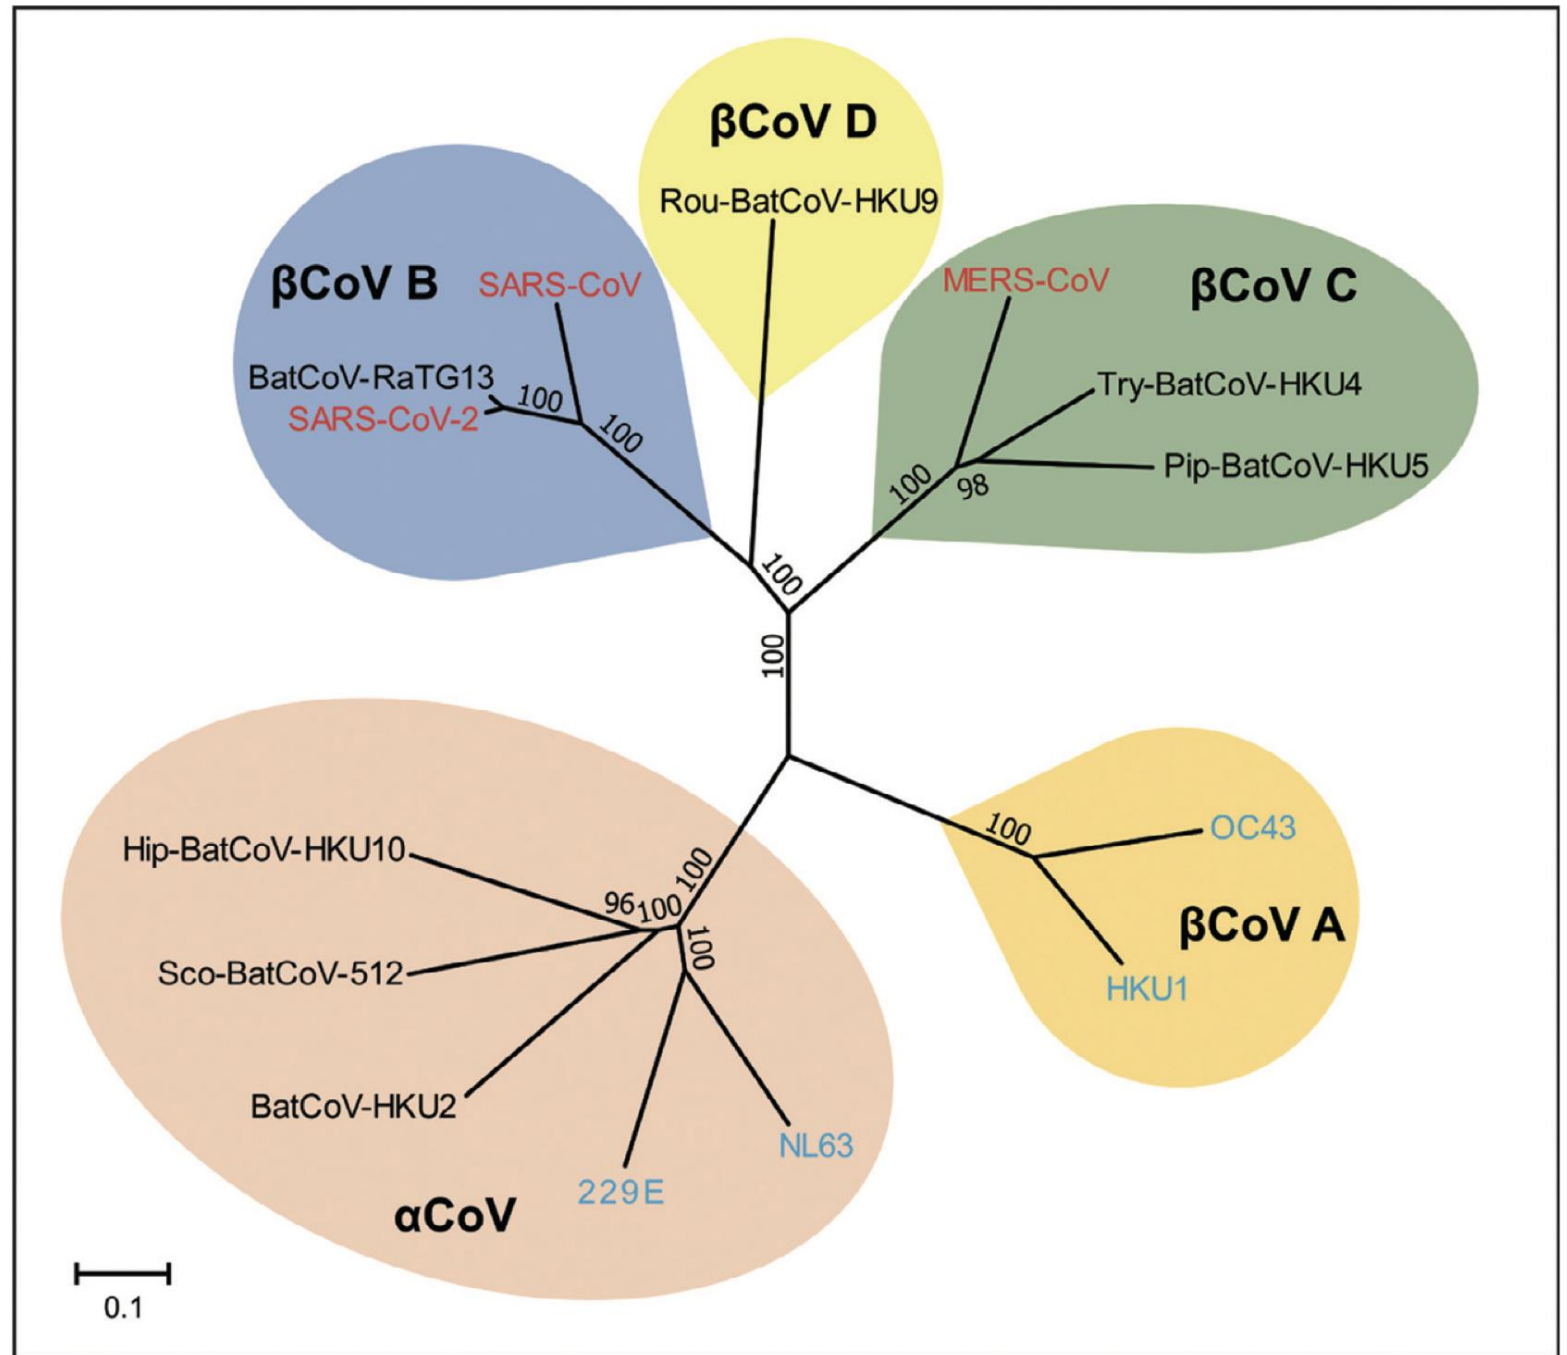 βCoV D
Rou-BatCoV-HKU9
βCoV B
SARS-CoV
MERS-CoV
βCoV C
BatCoV-RaTG13
100
SARS-CoV-2
100
Try-BatCoV-HKU4
Pip-BatCoV-HKU5
100
98
100
100
Hip-BatCoV-HKU10
100
96
100
100
Sco-BatCoV-512
BatCoV-HKU2
229E
NL63
αCoV
100
OC43
βCoV A
HKU1
0.1